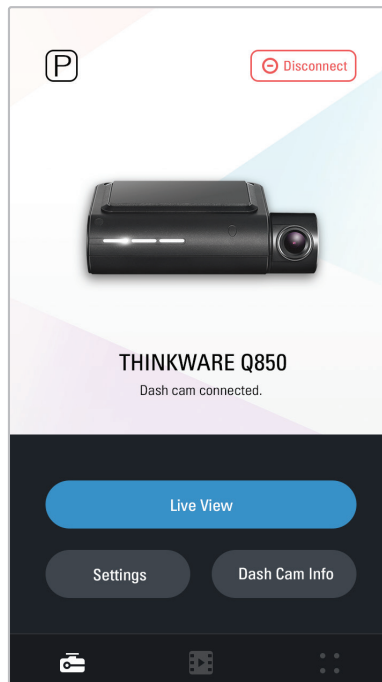 P
Disconnect
THINKWARE Q850
Dash cam connected.
Live View
Settings
Dash Cam Info